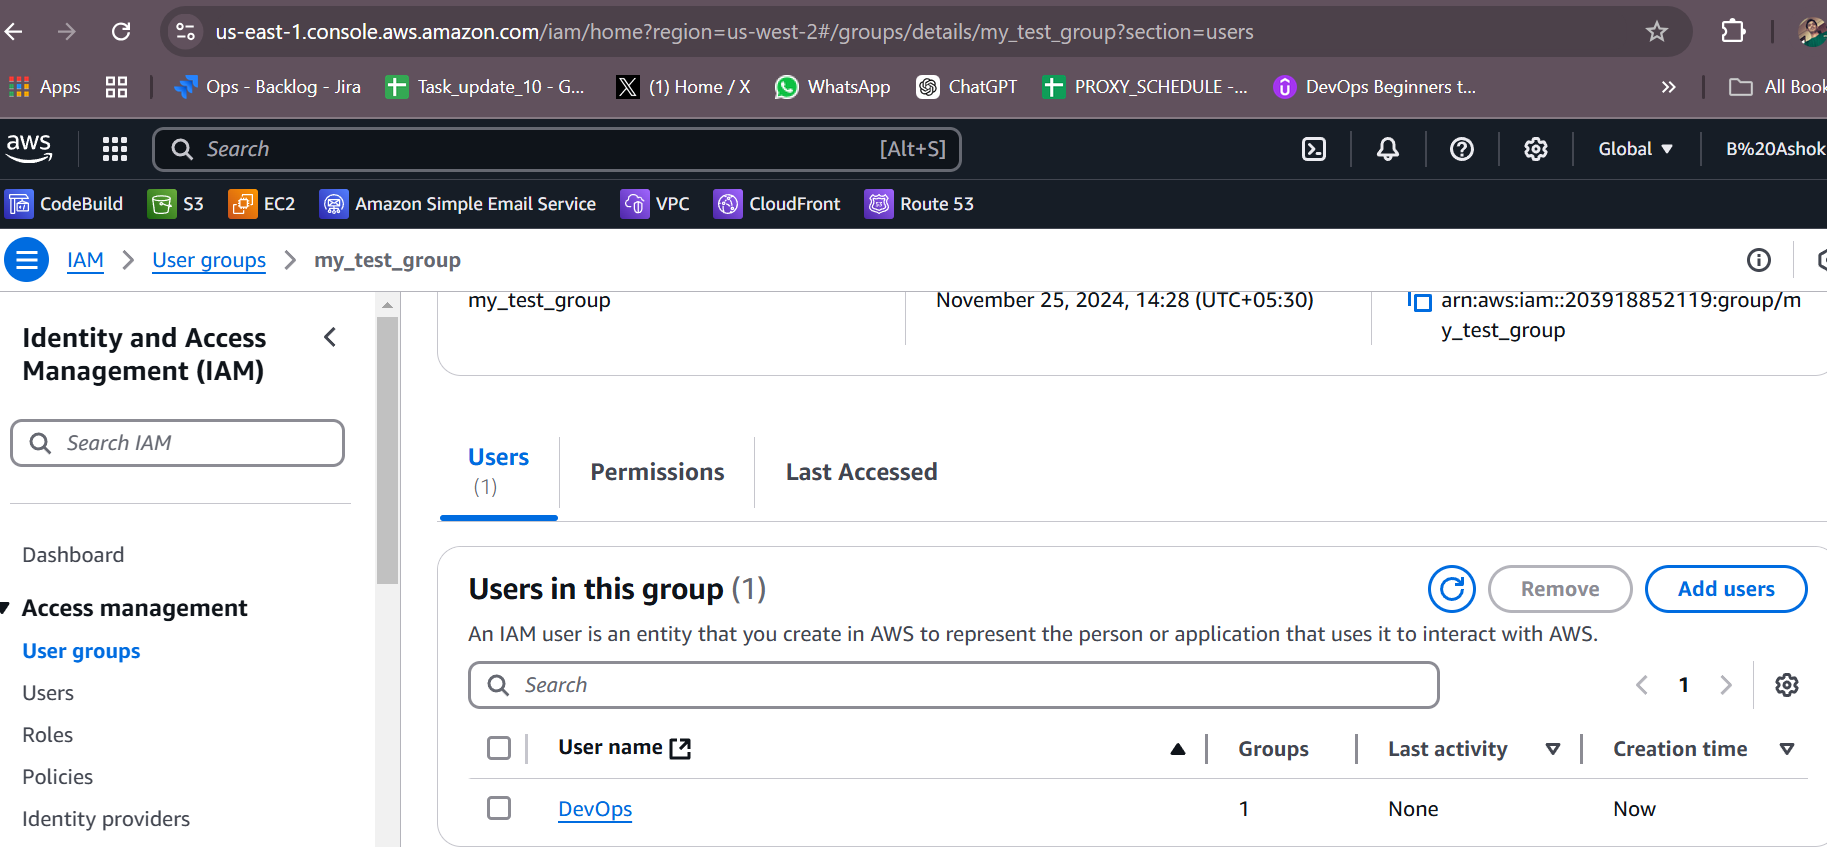 us-east-1.console.aws.amazon.com/iam/home?region=us-west-2#/groups/details/my_test_group?section=users
Apps
Ops - Backlog - Jira
Task_update_10 - G...
(1) Home / X
WhatsApp
ChatGPT
PROXY_SCHEDULE -...
DevOps Beginners t...
»
All Book
aws
Search
[Alt+S]
Global
B%20Ashok
CodeBuild
S3
EC2
Amazon Simple Email Service
VPC
CloudFront
Route 53
IAM
User groups
my_test_group
Identity and Access
Management (IAM)
Search IAM
Dashboard
Access management
User groups
Users
Roles
Policies
Identity providers
my_test_group
November 25, 2024, 14:28 (UTC+05:30)
arn:aws:iam::203918852119:group/m
y_test_group
Users
(1)
Permissions
Last Accessed
Users in this group (1)
Remove
Add users
An IAM user is an entity that you create in AWS to represent the person or application that uses it to interact with AWS.
Search
1
User name
Groups
Last activity
Creation time
DevOps
1
None
Now